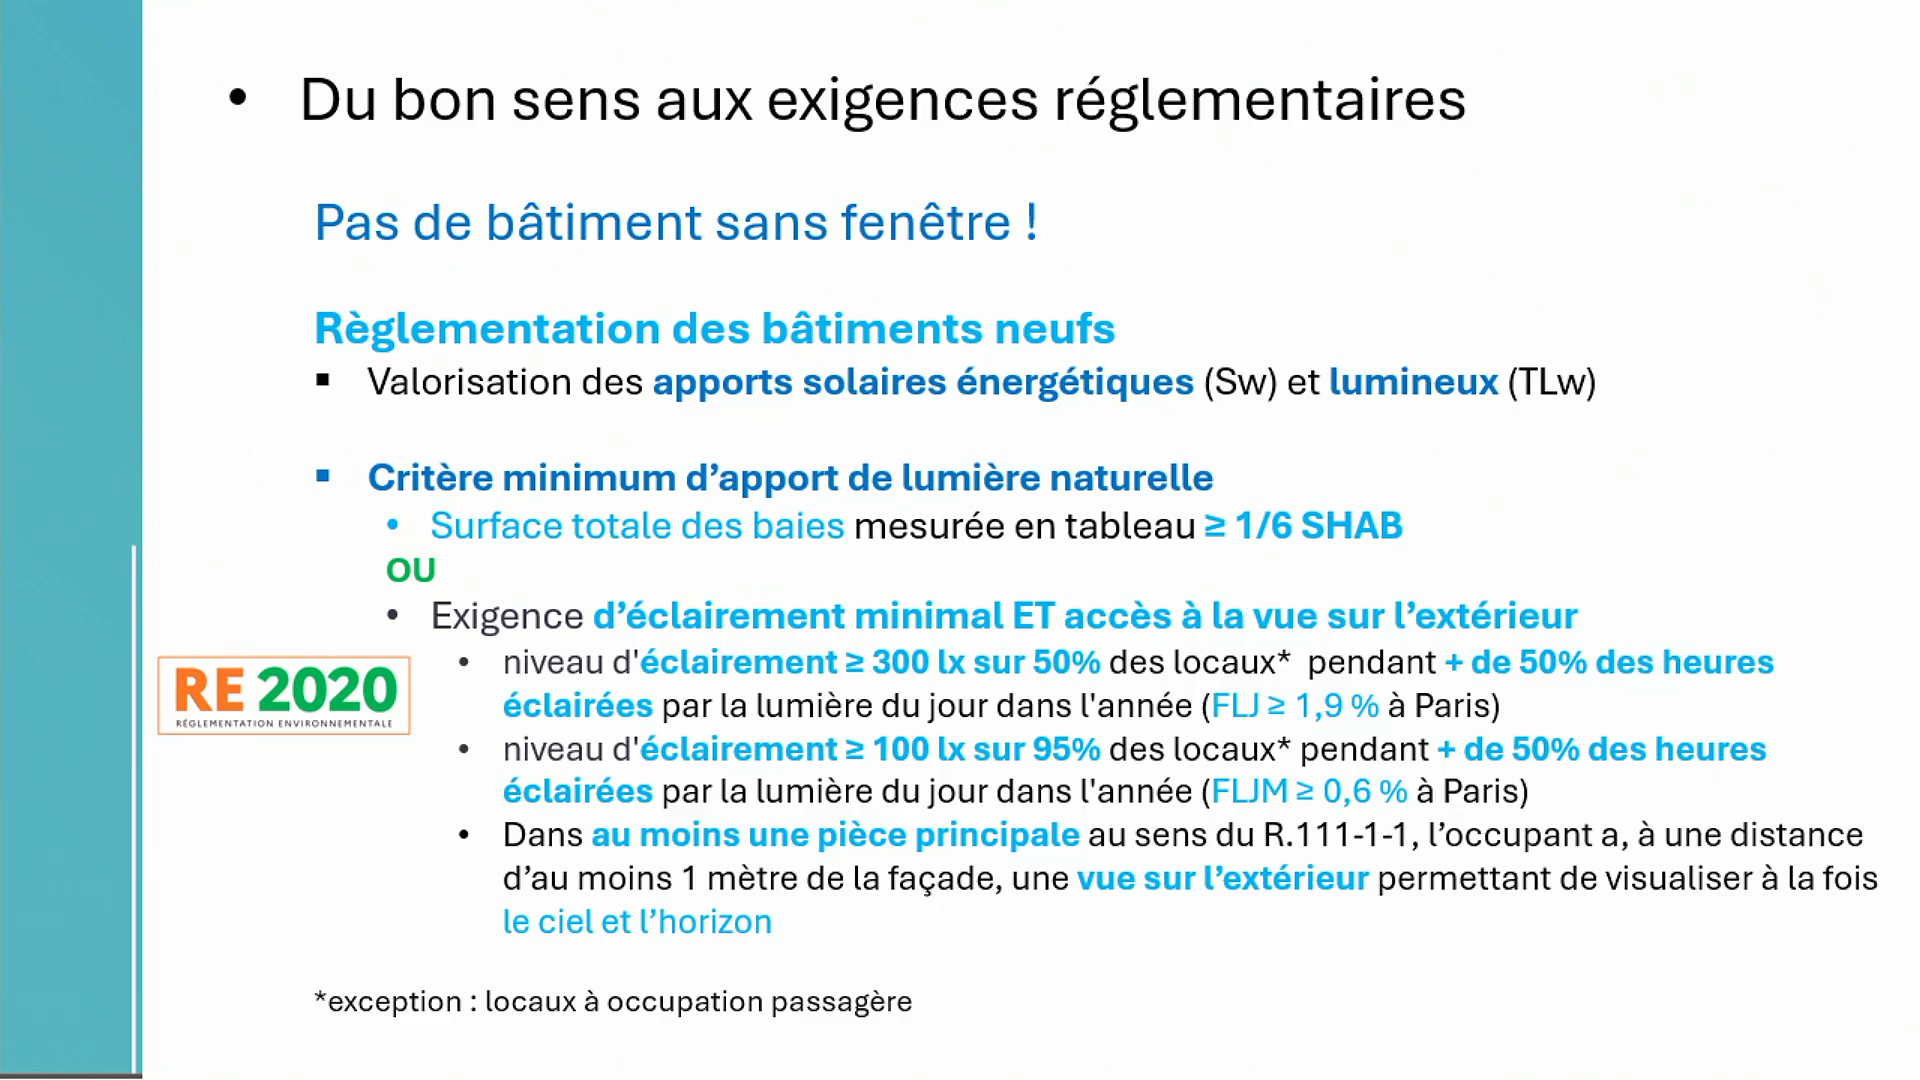 • Du bon sens aux exigences réglementaires
Pas de bâtiment sans fenêtre !
Règlementation des bâtiments neufs
▪ Valorisation des apports solaires énergétiques (Sw) et lumineux (TLw)
▪ Critère minimum d’apport de lumière naturelle
• Surface totale des baies mesurée en tableau ≥ 1/6 SHAB
OU
• Exigence d’éclairement minimal ET accès à la vue sur l’extérieur
• niveau d'éclairement ≥ 300 lx sur 50% des locaux* pendant + de 50% des heures
éclairées par la lumière du jour dans l'année (FLJ ≥ 1,9 % à Paris)
• niveau d'éclairement ≥ 100 lx sur 95% des locaux* pendant + de 50% des heures
éclairées par la lumière du jour dans l'année (FLJM ≥ 0,6 % à Paris)
• Dans au moins une pièce principale au sens du R.111-1-1, l’occupant a, à une distance
d’au moins 1 mètre de la façade, une vue sur l’extérieur permettant de visualiser à la fois
le ciel et l’horizon
RE 2020
RÉGLEMENTATION ENVIRONNEMENTALE
*exception : locaux à occupation passagère